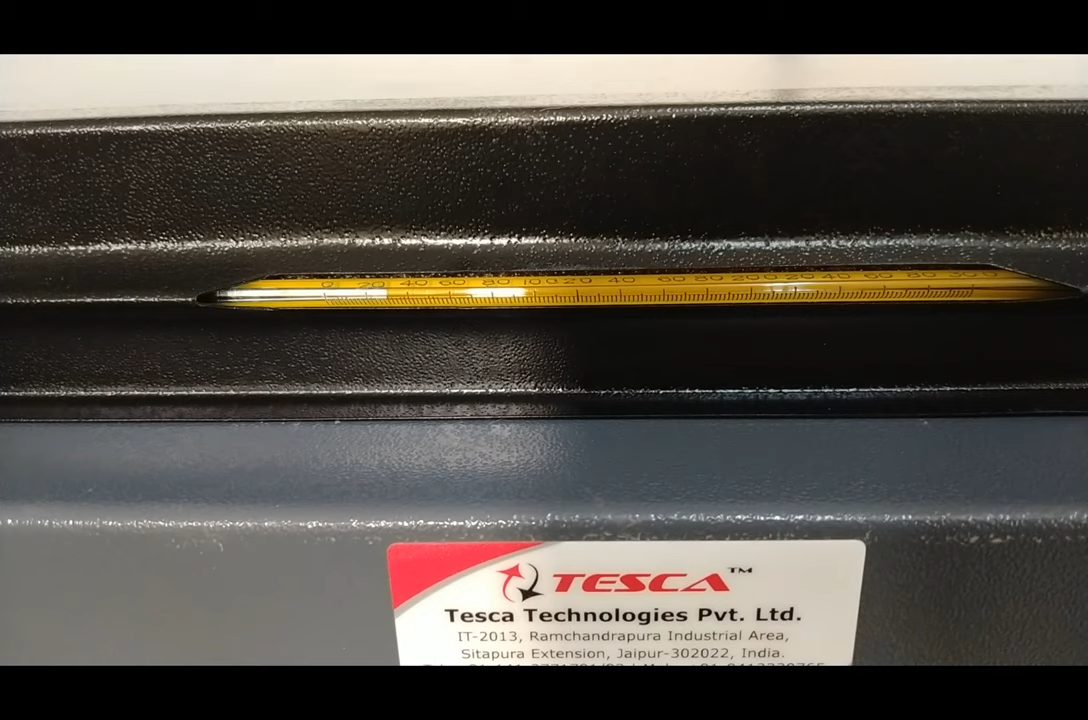 0 20 40 60 80 100 20 40 60 80 200 20 40 60 80 300
TESCA™
Tesca Technologies Pvt. Ltd.
IT-2013, Ramchandrapura Industrial Area,
Sitapura Extension, Jaipur-302022, India.